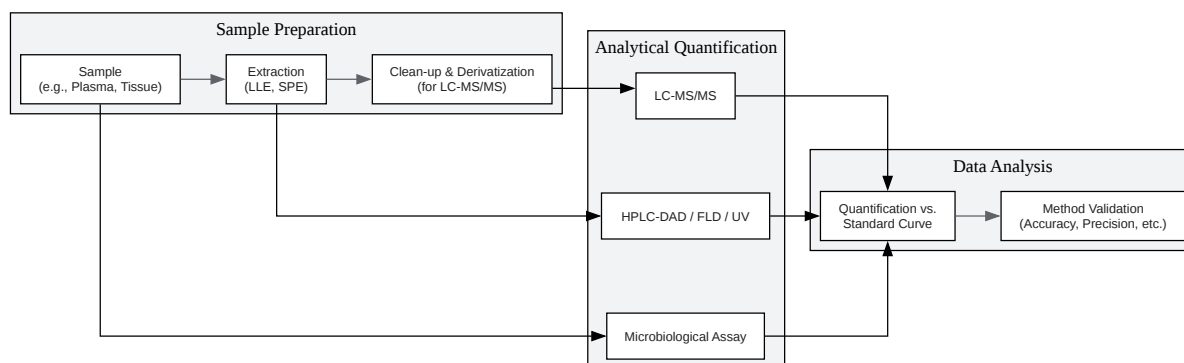 Sample Preparation
Sample
(e.g., Plasma, Tissue)
Extraction
(LLE, SPE)
Clean-up & Derivatization
(for LC-MS/MS)
Analytical Quantification
LC-MS/MS
HPLC-DAD / FLD / UV
Microbiological Assay
Data Analysis
Quantification vs.
Standard Curve
Method Validation
(Accuracy, Precision, etc.)